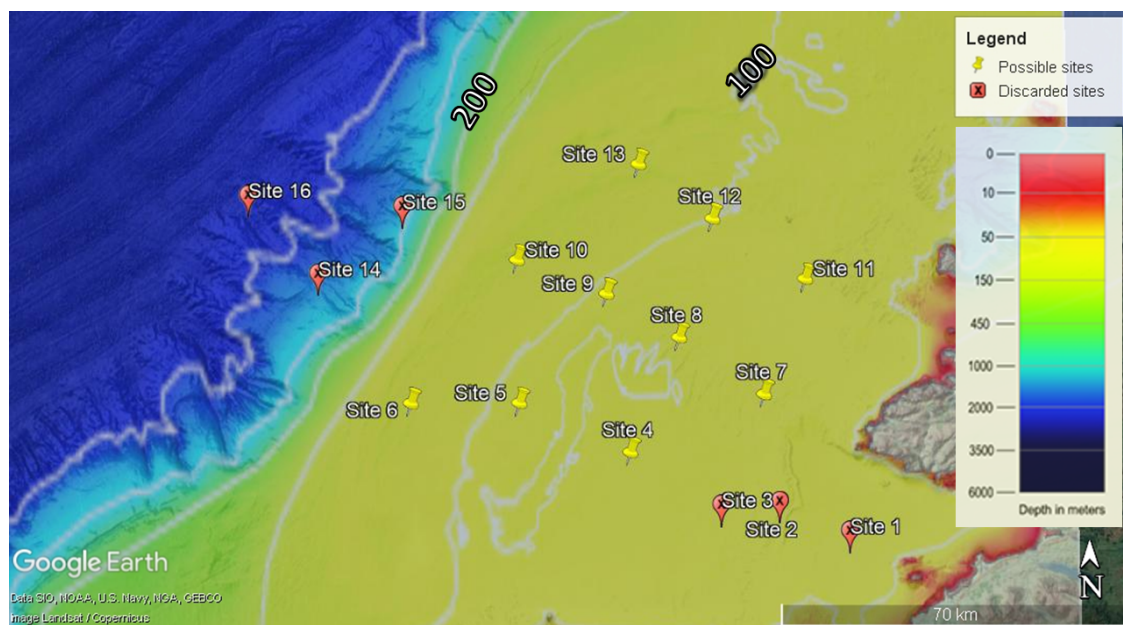 200
100
Legend
Possible sites
Discarded sites
Site 13
Site 16
Site 15
Site 12
Site 10
Site 14
Site 9
Site 11
Site 8
Site 7
Site 5
Site 6
Site 4
Site 3
Site 2
Site 1
0
10
50
150
450
1000
2000
3500
6000
Depth in meters
Google Earth
Data SIO, NOAA, U.S. Navy, NGA, GEBCO
Image Landsat / Copernicus
N
70 km